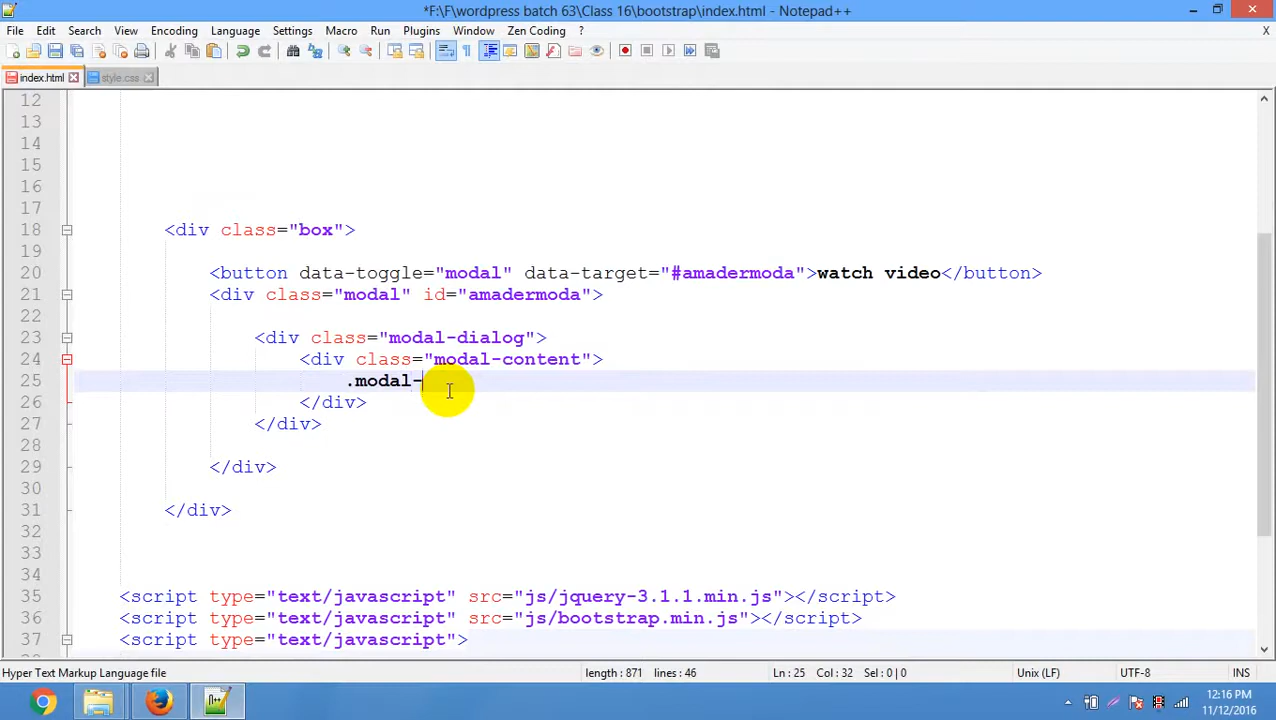 *F:\F\wordpress batch 63\Class 16\bootstrap\index.html - Notepad++
File Edit Search View Encoding Language Settings Macro Run Plugins Window Zen Coding ? X
index.html style.css
12
13
14
15
16
17
18 <div class="box">
19
20 <button data-toggle="modal" data-target="#amadermoda">watch video</button>
21 <div class="modal" id="amadermoda">
22
23 <div class="modal-dialog">
24 <div class="modal-content">
25 .modal-
26 </div>
27 </div>
28
29 </div>
30
31 </div>
32
33
34
35 <script type="text/javascript" src="js/jquery-3.1.1.min.js"></script>
36 <script type="text/javascript" src="js/bootstrap.min.js"></script>
37 <script type="text/javascript">
Hyper Text Markup Language file length : 871 lines : 46 Ln : 25 Col : 32 Sel : 0 | 0 Unix (LF) UTF-8 INS
12:16 PM
11/12/2016